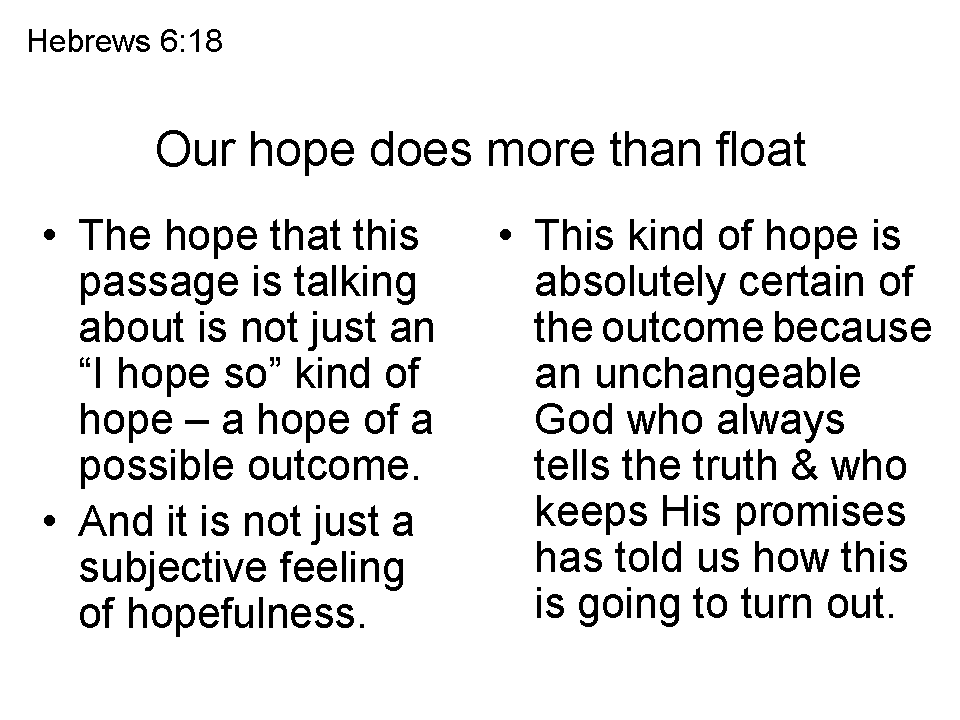 Hebrews 6:18
Our hope does more than float
• The hope that this
passage is talking
about is not just an
“I hope so” kind of
hope – a hope of a
possible outcome.
• And it is not just a
subjective feeling
of hopefulness.
• This kind of hope is
absolutely certain of
the outcome because
an unchangeable
God who always
tells the truth & who
keeps His promises
has told us how this
is going to turn out.